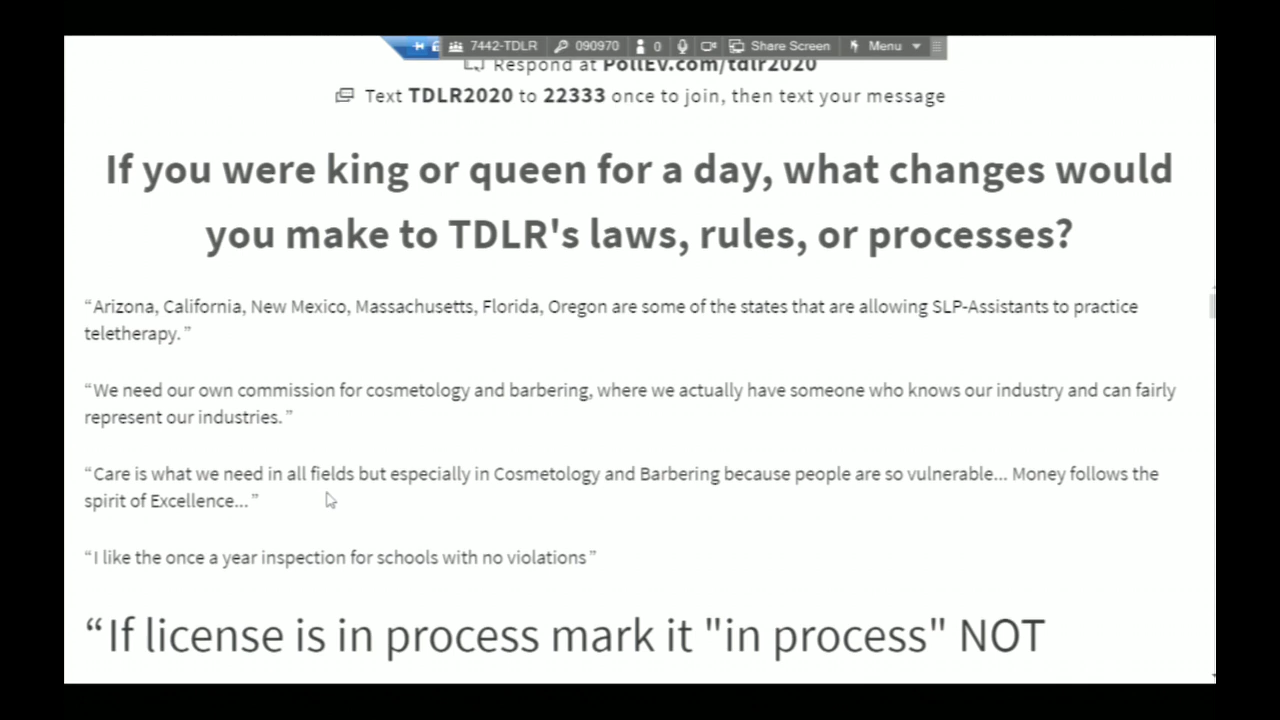 7442-TDLR 090970 0 Share Screen Menu
Respond at PollEv.com/tdlr2020
Text TDLR2020 to 22333 once to join, then text your message
If you were king or queen for a day, what changes would
you make to TDLR's laws, rules, or processes?
“Arizona, California, New Mexico, Massachusetts, Florida, Oregon are some of the states that are allowing SLP-Assistants to practice
teletherapy.”
“We need our own commission for cosmetology and barbering, where we actually have someone who knows our industry and can fairly
represent our industries.”
“Care is what we need in all fields but especially in Cosmetology and Barbering because people are so vulnerable... Money follows the
spirit of Excellence...”
“I like the once a year inspection for schools with no violations”
“If license is in process mark it "in process" NOT